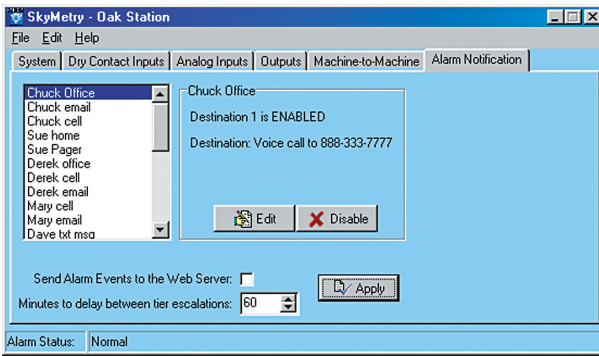 SkyMetry - Oak Station
File Edit Help
System Dry Contact Inputs Analog Inputs Outputs Machine-to-Machine Alarm Notification
Chuck Office
Chuck email
Chuck cell
Sue home
Sue Pager
Derek office
Derek cell
Derek email
Mary cell
Mary email
Dave txt msg
Chuck Office
Destination 1 is ENABLED
Destination: Voice call to 888-333-7777
Edit Disable
Send Alarm Events to the Web Server:
Minutes to delay between tier escalations: 60
Apply
Alarm Status: Normal